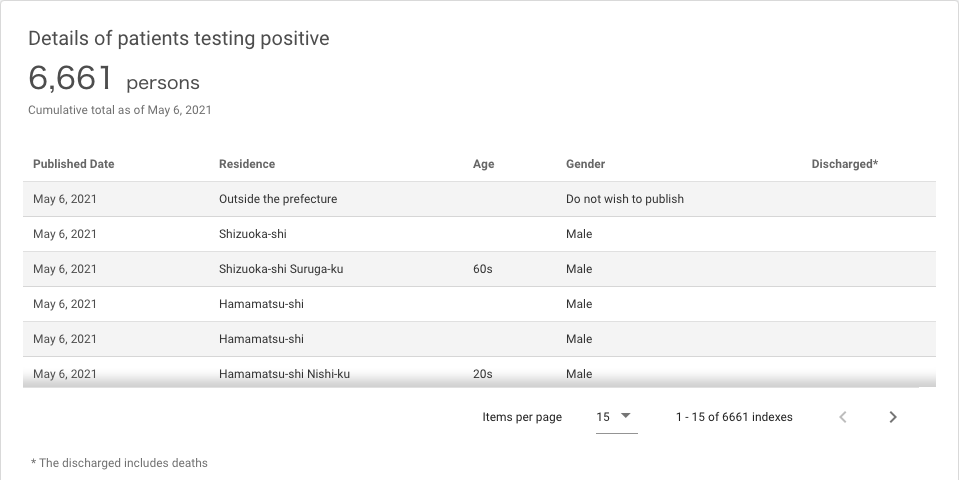 Details of patients testing positive
6,661 persons
Cumulative total as of May 6, 2021
Published Date Residence Age Gender Discharged*
May 6, 2021 Outside the prefecture Do not wish to publish
May 6, 2021 Shizuoka-shi Male
May 6, 2021 Shizuoka-shi Suruga-ku 60s Male
May 6, 2021 Hamamatsu-shi Male
May 6, 2021 Hamamatsu-shi Male
May 6, 2021 Hamamatsu-shi Nishi-ku 20s Male
Items per page 15 1 - 15 of 6661 indexes
* The discharged includes deaths